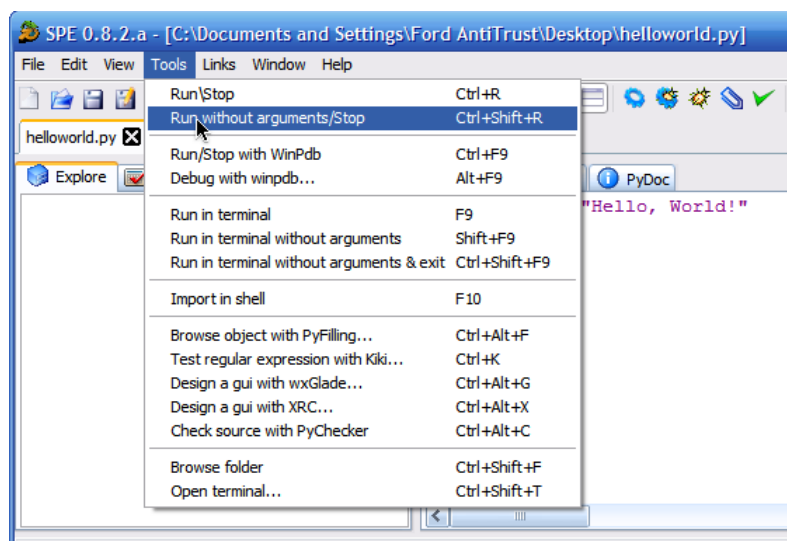 SPE 0.8.2.a - [C:\Documents and Settings\Ford AntiTrust\Desktop\helloworld.py]
File Edit View Tools Links Window Help
Run\Stop Ctrl+R
Run without arguments/Stop Ctrl+Shift+R
helloworld.py
Run/Stop with WinPdb Ctrl+F9
Explore
Debug with winpdb... Alt+F9
PyDoc
"Hello, World!"
Run in terminal F9
Run in terminal without arguments Shift+F9
Run in terminal without arguments & exit Ctrl+Shift+F9
Import in shell F10
Browse object with PyFilling... Ctrl+Alt+F
Test regular expression with Kiki... Ctrl+K
Design a gui with wxGlade... Ctrl+Alt+G
Design a gui with XRC... Ctrl+Alt+X
Check source with PyChecker Ctrl+Alt+C
Browse folder Ctrl+Shift+F
Open terminal... Ctrl+Shift+T